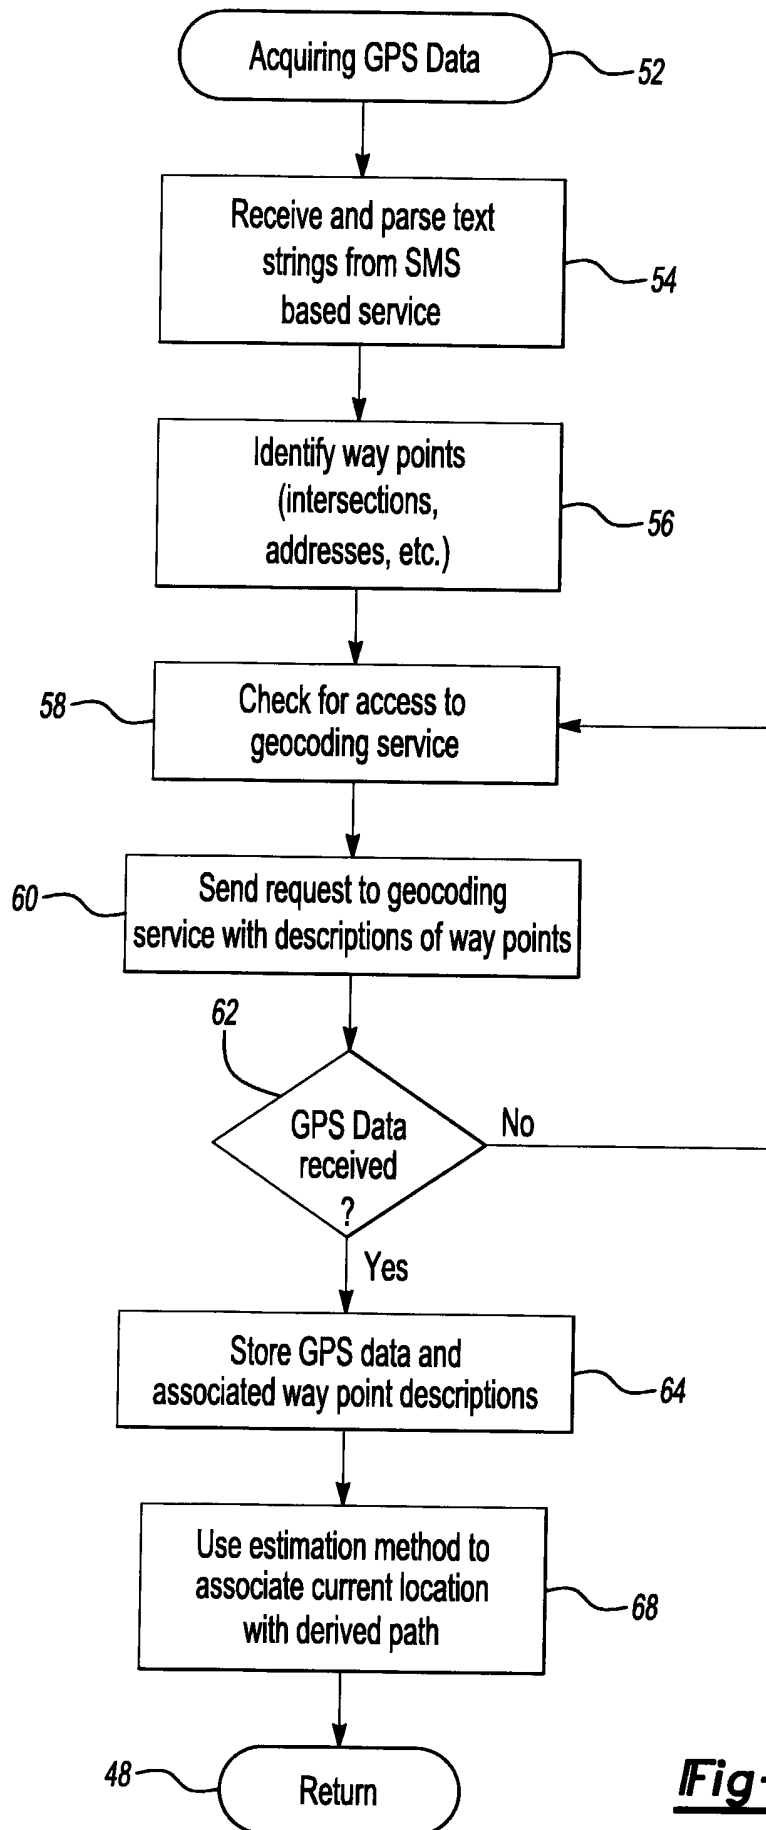 Acquiring GPS Data
52
Receive and parse text
strings from SMS
based service
54
Identify way points
(intersections,
addresses, etc.)
56
58
Check for access to
geocoding service
60
Send request to geocoding
service with descriptions of way points
62
GPS Data
received
?
No
Yes
Store GPS data and
associated way point descriptions
64
Use estimation method to
associate current location
with derived path
68
48
Return
Fig-